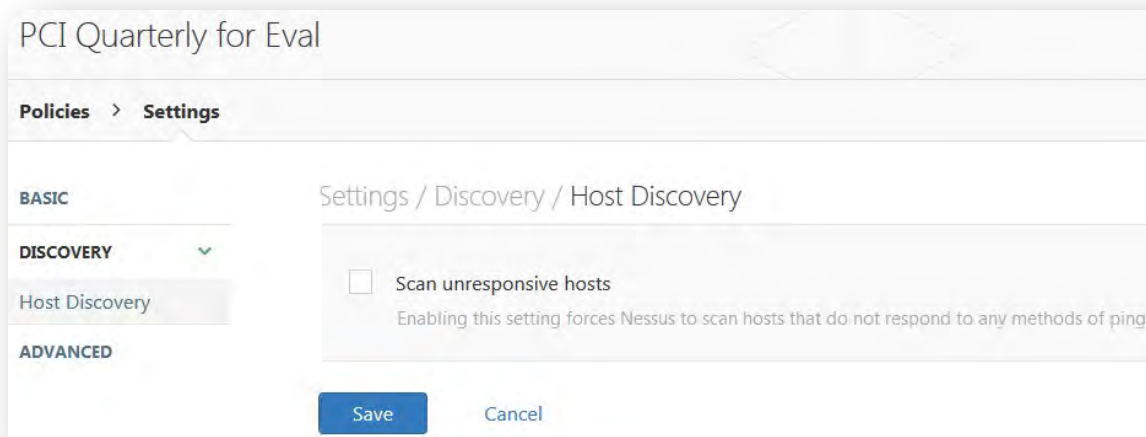 PCI Quarterly for Eval
Policies > Settings
BASIC
Settings / Discovery / Host Discovery
DISCOVERY
Scan unresponsive hosts
Host Discovery
Enabling this setting forces Nessus to scan hosts that do not respond to any methods of ping
ADVANCED
Save Cancel